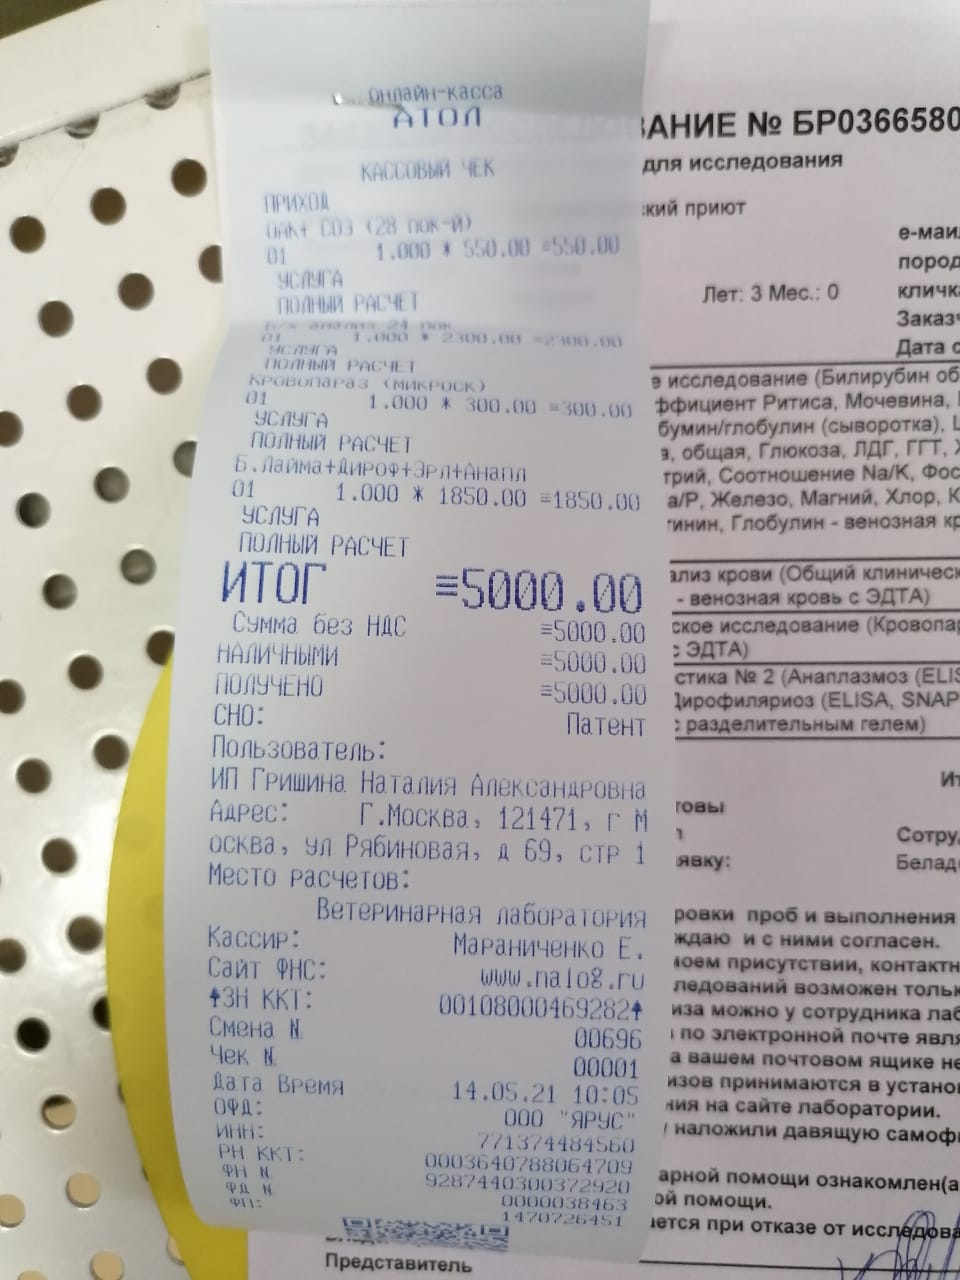 онлайн-касса
АТОЛ
КАССОВЫЙ ЧЕК
ПРИХОД
ОАК+ СОЭ (28 пок-й)
01 1.000 * 550.00 ≡550.00
УСЛУГА
ПОЛНЫЙ РАСЧЕТ
Б/х анализ 24 пок
01 1.000 * 2300.00 ≡2300.00
УСЛУГА
ПОЛНЫЙ РАСЧЕТ
Кровопараз (микроск)
01 1.000 * 300.00 ≡300.00
УСЛУГА
ПОЛНЫЙ РАСЧЕТ
Б.Лайма+Дироф+Эрл+Анапл
01 1.000 * 1850.00 ≡1850.00
УСЛУГА
ПОЛНЫЙ РАСЧЕТ
ИТОГ ≡5000.00
Сумма без НДС ≡5000.00
НАЛИЧНЫМИ ≡5000.00
ПОЛУЧЕНО ≡5000.00
СНО: Патент
Пользователь:
ИП Гришина Наталия Александровна
Адрес: Г.Москва, 121471, г М
осква, ул Рябиновая, д 69, стр 1
Место расчетов:
Ветеринарная лаборатория
Кассир: Мараниченко Е.
Сайт ФНС: www.nalog.ru
ЗН ККТ: 00108000469282
Смена N 00696
Чек N 00001
Дата Время 14.05.21 10:05
ОФД: ООО "ЯРУС"
ИНН: 771374484560
РН ККТ: 0003640788064709
ФН N 9287440300372920
ФД N 0000038463
ФП: 1470726451
АНИЕ № БР0366580
для исследования
кий приют
е-маи
пород
Лет: 3 Мес.: 0
кличк
Заказч
Дата с
е исследование (Билирубин об
ффициент Ритиса, Мочевина,
бумин/глобулин (сыворотка),
а, общая, Глюкоза, ЛДГ, ГГТ,
трий, Соотношение Na/K, Фос
а/Р, Железо, Магний, Хлор, К
тинин, Глобулин - венозная кр
ализ крови (Общий клиническ
- венозная кровь с ЭДТА)
ское исследование (Кровопар
с ЭДТА)
стика № 2 (Анаплазмоз (ELIS
Дирофиляриоз (ELISA, SNAP
с разделительным гелем)
Ит
товы
Сотру
аявку:
Белад
ровки проб и выполнения
ждаю и с ними согласен.
моем присутствии, контактн
ледований возможен тольк
иза можно у сотрудника лаб
по электронной почте явля
а вашем почтовом ящике не
изов принимаются в устано
ния на сайте лаборатории.
у наложили давящую самоф
арной помощи ознакомлен(а
ой помощи.
ается при отказе от исследова
Представитель